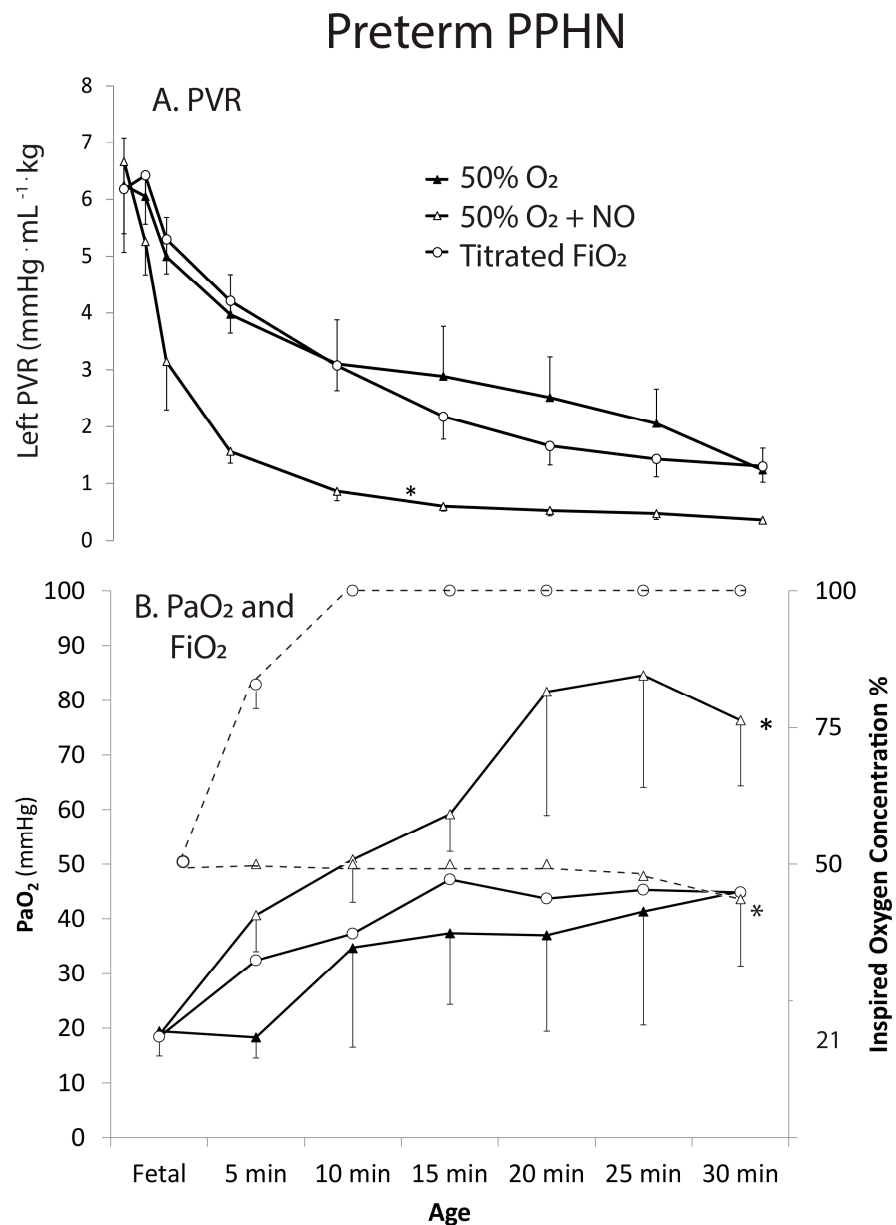 Preterm PPHN
A. PVR
Left PVR (mmHg · mL ⁻¹· kg
8
7
6
5
4
3
2
1
0
50% O₂
50% O₂ + NO
Titrated FiO₂
*
B. PaO₂ and
FiO₂
PaO₂ (mmHg)
100
90
80
70
60
50
40
30
20
10
0
*
*
100
75
50
21
Inspired Oxygen Concentration %
Fetal 5 min 10 min 15 min 20 min 25 min 30 min
Age